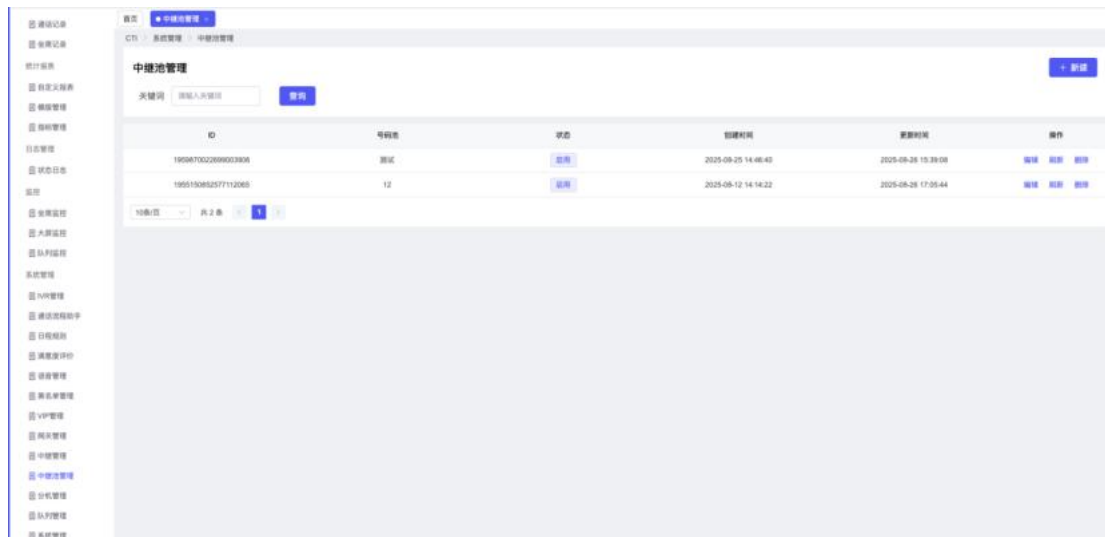 通话记录
坐席记录
统计报表
自定义报表
模版管理
指标管理
日志管理
状态日志
监控
坐席监控
大屏监控
队列监控
系统管理
IVR管理
通话流程助手
日程规则
满意度评价
语音管理
黑名单管理
VIP管理
网关管理
中继管理
中继池管理
分机管理
队列管理
系统管理
首页 中继池管理 ×
CTI / 系统管理 / 中继池管理
中继池管理
+ 新建
关键词 请输入关键词 查询
ID 号码池 状态 创建时间 更新时间 操作
1959870022699003906 测试 启用 2025-08-25 14:46:40 2025-08-26 15:39:08 编辑 刷新 删除
1955150852577112065 12 启用 2025-08-12 14:14:22 2025-08-26 17:05:44 编辑 刷新 删除
10条/页 共 2 条 < 1 >